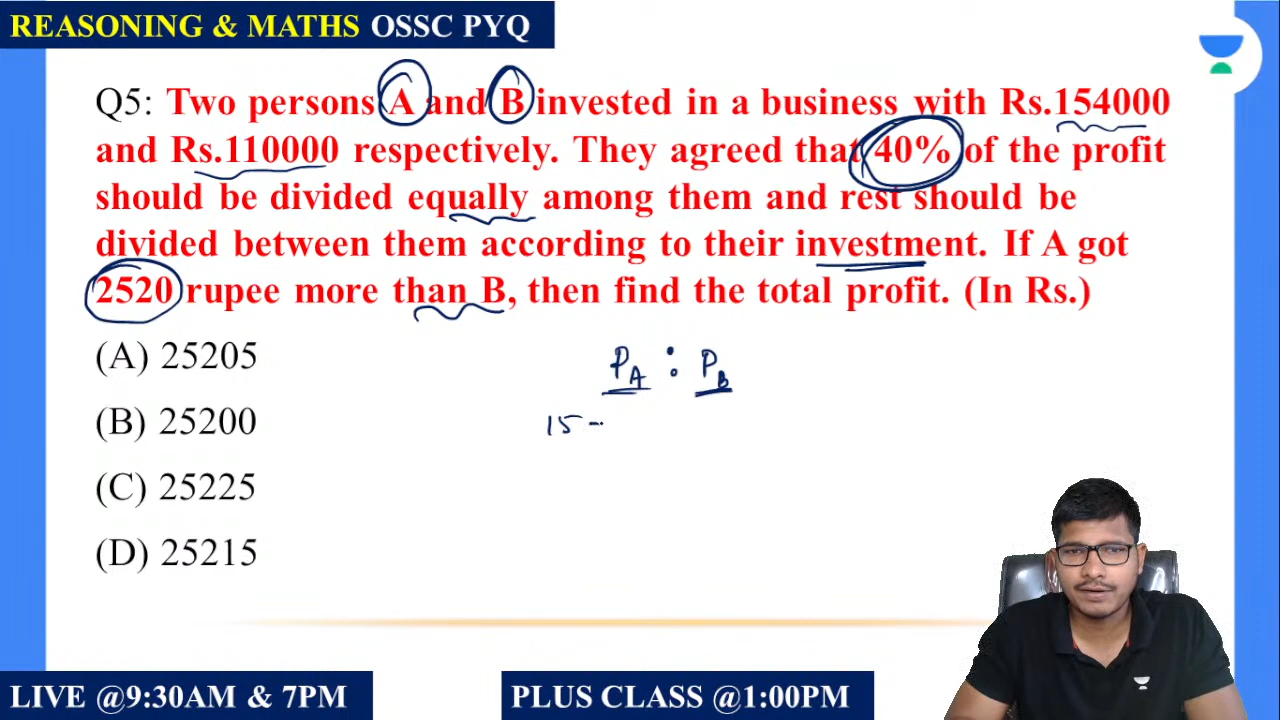 REASONING & MATHS OSSC PYQ
Q5: Two persons A and B invested in a business with Rs.154000
and Rs.110000 respectively. They agreed that 40% of the profit
should be divided equally among them and rest should be
divided between them according to their investment. If A got
2520 rupee more than B, then find the total profit. (In Rs.)
(A) 25205
P_A : P_B
(B) 25200
15
(C) 25225
(D) 25215
LIVE @9:30AM & 7PM
PLUS CLASS @1:00PM